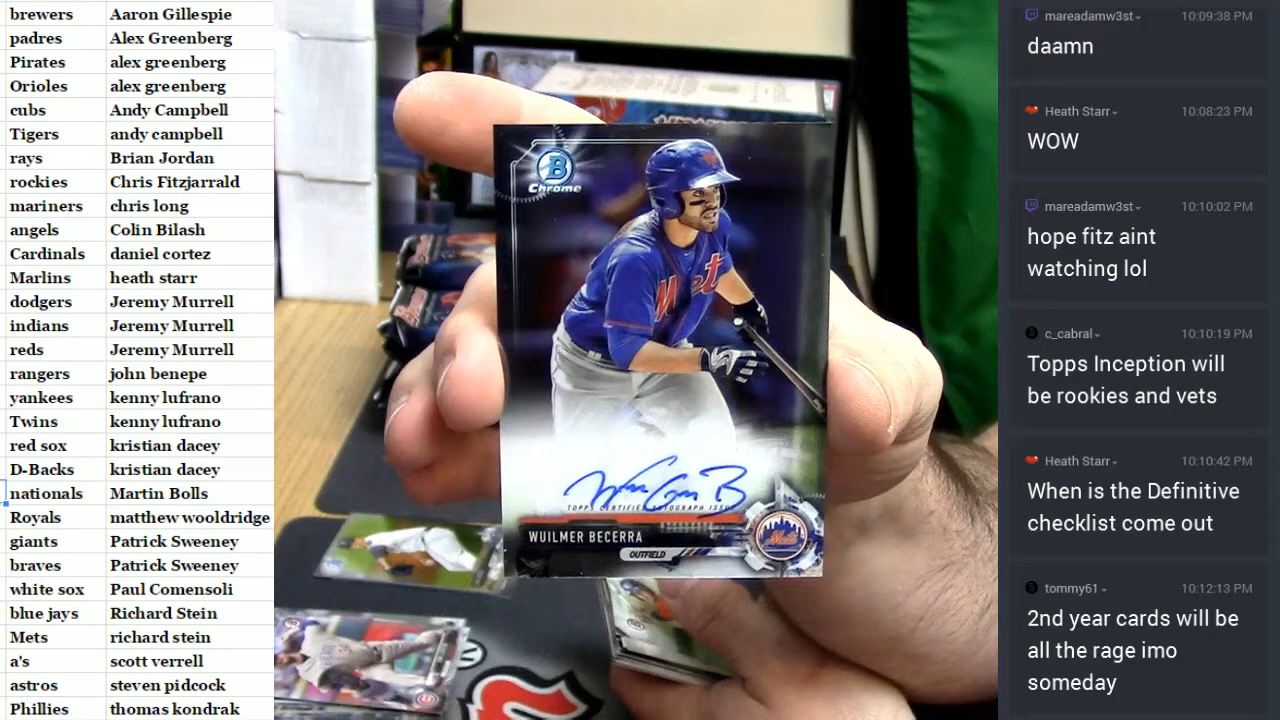 brewers Aaron Gillespie
padres Alex Greenberg
Pirates alex greenberg
Orioles alex greenberg
cubs Andy Campbell
Tigers andy campbell
rays Brian Jordan
rockies Chris Fitzjarrald
mariners chris long
angels Colin Bilash
Cardinals daniel cortez
Marlins heath starr
dodgers Jeremy Murrell
indians Jeremy Murrell
reds Jeremy Murrell
rangers john benepe
yankees kenny lufrano
Twins kenny lufrano
red sox kristian dacey
D-Backs kristian dacey
nationals Martin Bolls
Royals matthew wooldridge
giants Patrick Sweeney
braves Patrick Sweeney
white sox Paul Comensoli
blue jays Richard Stein
Mets richard stein
a's scott verrell
astros steven pidcock
Phillies thomas kondrak
B
Chrome
Met
TOPPS CERTIFIED AUTOGRAPH ISSUE
WUILMER BECERRA
OUTFIELD
Mets
mareadamw3st 10:09:38 PM
daamn
Heath Starr 10:08:23 PM
WOW
mareadamw3st 10:10:02 PM
hope fitz aint
watching lol
c_cabral 10:10:19 PM
Topps Inception will
be rookies and vets
Heath Starr 10:10:42 PM
When is the Definitive
checklist come out
tommy61 10:12:13 PM
2nd year cards will be
all the rage imo
someday